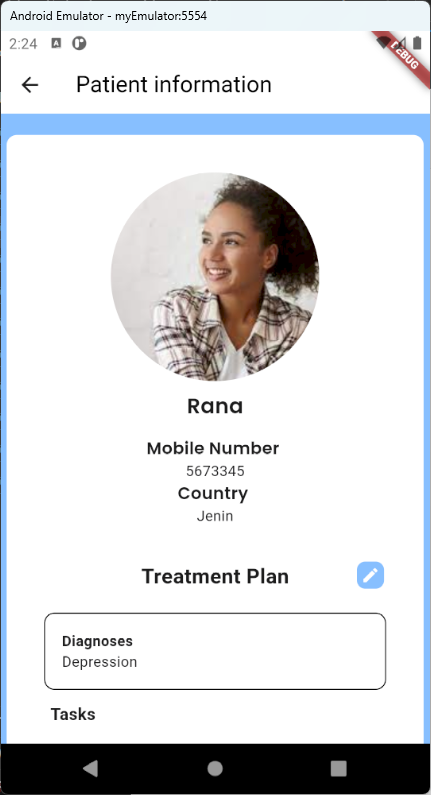 Android Emulator - myEmulator:5554
2:24
A
DEBUG
Patient information
Rana
Mobile Number
5673345
Country
Jenin
Treatment Plan
Diagnoses
Depression
Tasks